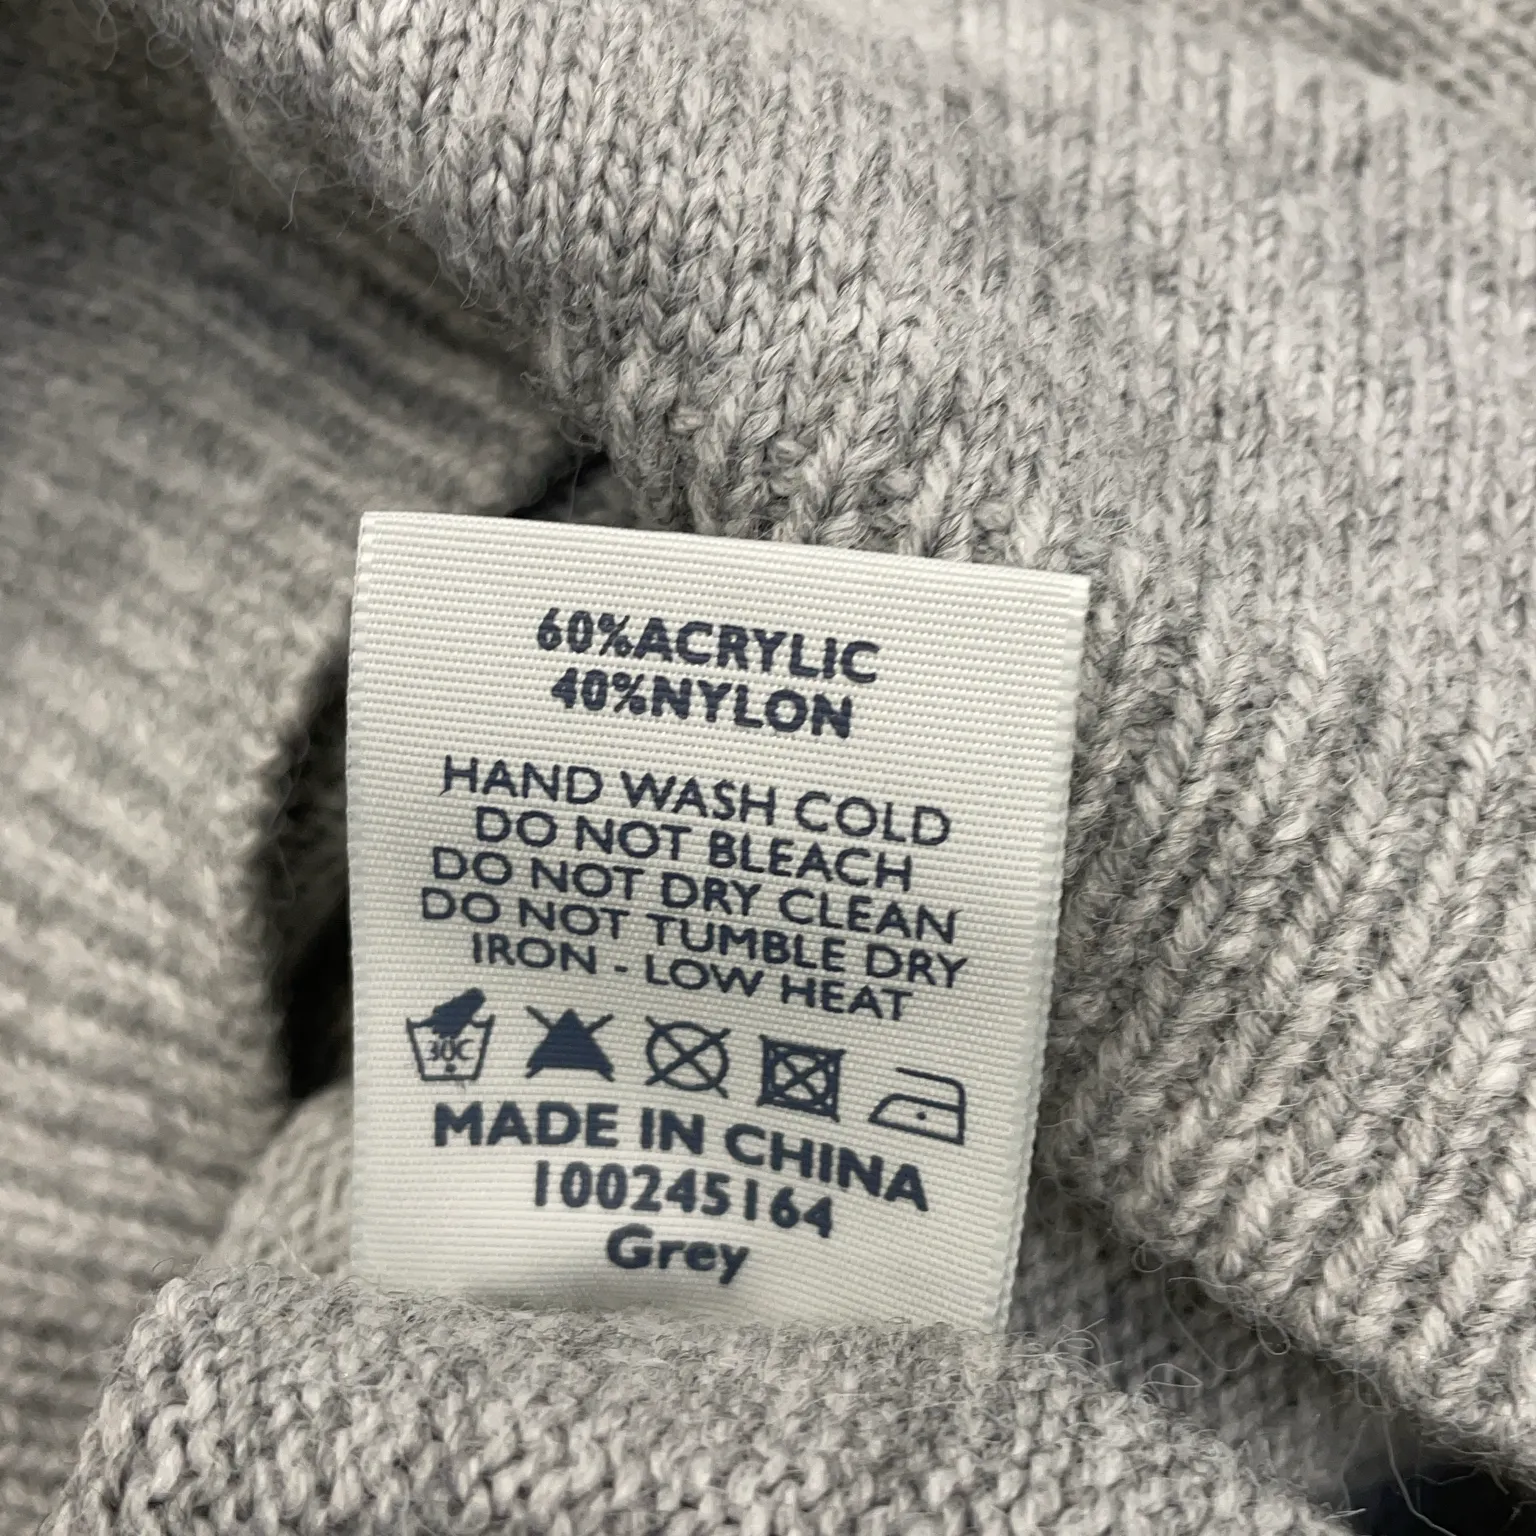 60%ACRYLIC
40%NYLON
HAND WASH COLD
DO NOT BLEACH
DO NOT DRY CLEAN
DO NOT TUMBLE DRY
IRON - LOW HEAT
30C
MADE IN CHINA
100245164
Grey